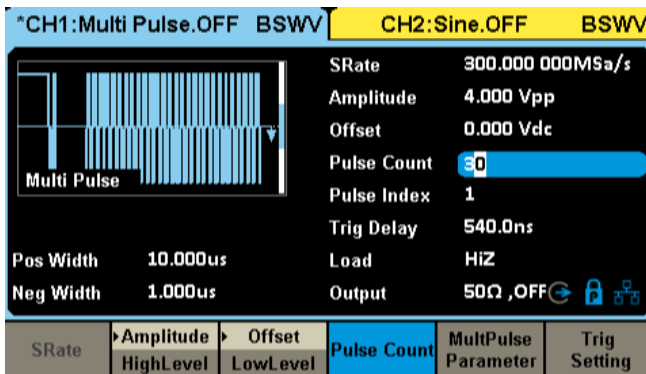 *CH1:Multi Pulse.OFF BSWV CH2:Sine.OFF BSWV
SRate 300.000 000MSa/s
Amplitude 4.000 Vpp
Offset 0.000 Vdc
Pulse Count 30
Multi Pulse
Pulse Index 1
Trig Delay 540.0ns
Pos Width 10.000us
Load HiZ
Neg Width 1.000us
Output 50Ω ,OFF
SRate
Amplitude
HighLevel
Offset
LowLevel
Pulse Count
MultPulse
Parameter
Trig
Setting